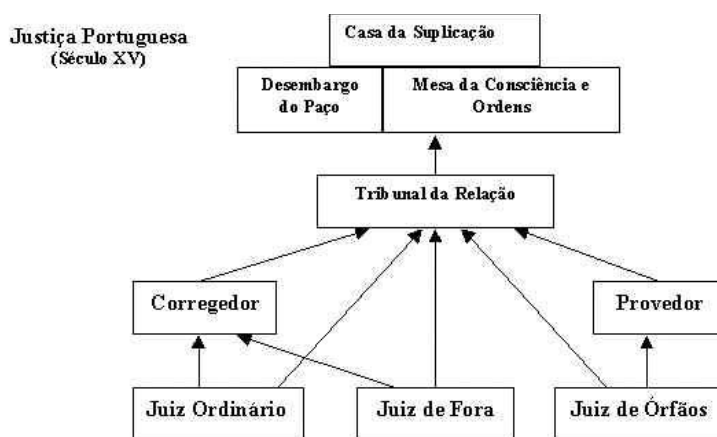 Justiça Portuguesa
(Século XV)
Casa da Suplicação
Desembargo
do Paço
Mesa da Consciência e
Ordens
Tribunal da Relação
Corregedor
Provedor
Juiz Ordinário
Juiz de Fora
Juiz de Órfãos